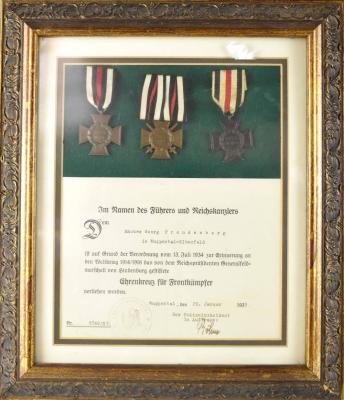 Im Namen des Führers und Reichskanzlers
Dem
Georg
in Wuppertal-Elberfeld
ist auf Grund der Verordnung vom 13. Juli 1934 zur Erinnerung an
den Weltkrieg 1914/1918 das von dem Reichspräsidenten Generalfeld-
marschall von Hindenburg gestiftete
Ehrenkreuz für Frontkämpfer
verliehen worden.
Wuppertal, den Januar
Der Polizeipräsident
Nr.